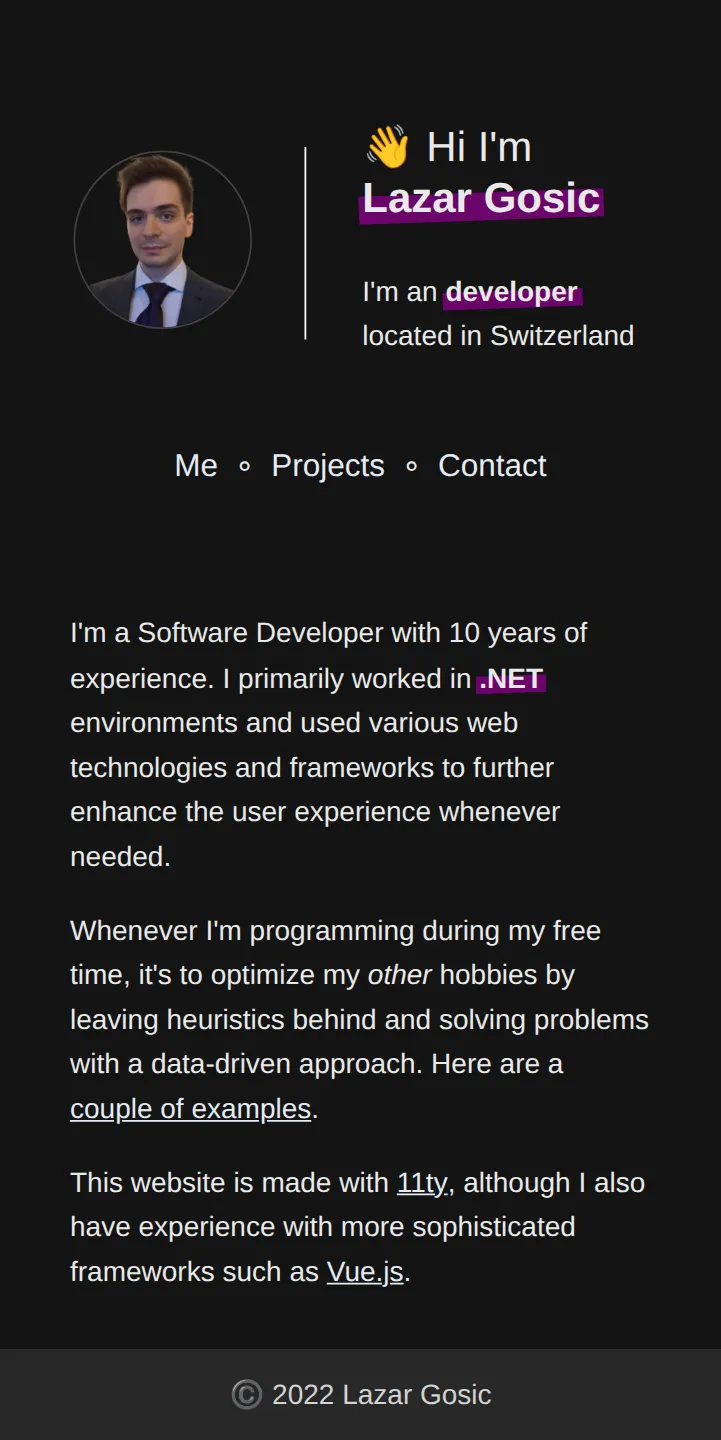 👋 Hi I'm
Lazar Gosic
I'm an developer
located in Switzerland
Me ∘ Projects ∘ Contact
I'm a Software Developer with 10 years of
experience. I primarily worked in .NET
environments and used various web
technologies and frameworks to further
enhance the user experience whenever
needed.
Whenever I'm programming during my free
time, it's to optimize my other hobbies by
leaving heuristics behind and solving problems
with a data-driven approach. Here are a
couple of examples.
This website is made with 11ty, although I also
have experience with more sophisticated
frameworks such as Vue.js.
© 2022 Lazar Gosic